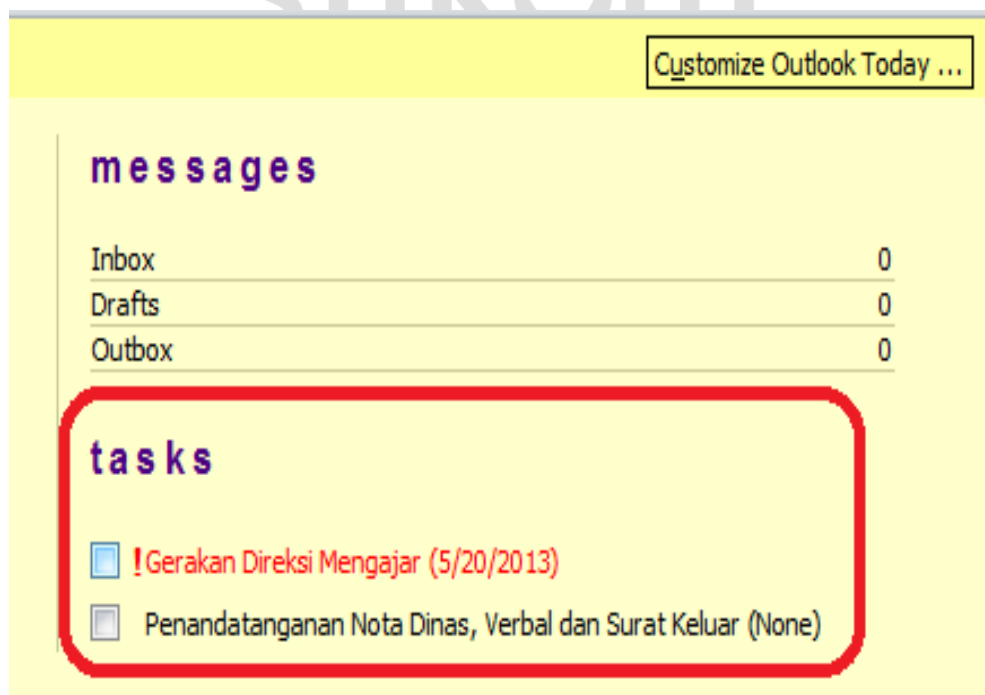 Customize Outlook Today ...
messages
Inbox 0
Drafts 0
Outbox 0
tasks
! Gerakan Direksi Mengajar (5/20/2013)
Penandatanganan Nota Dinas, Verbal dan Surat Keluar (None)